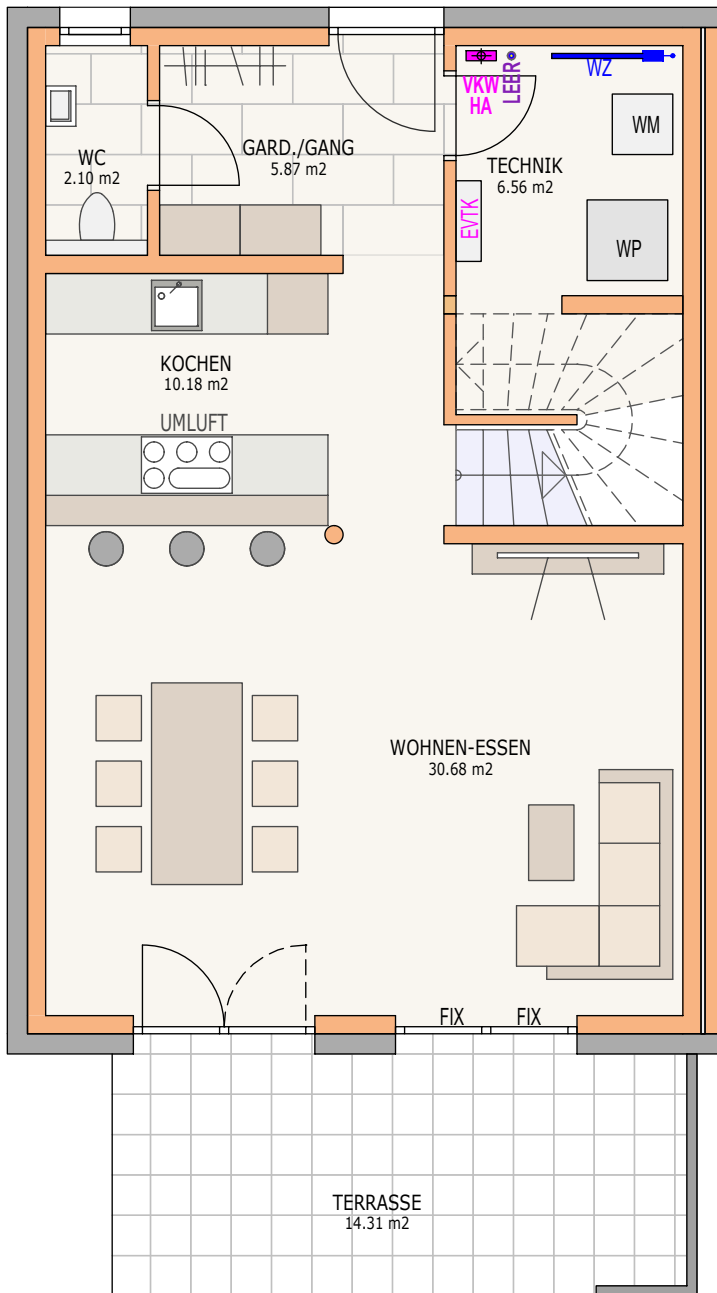 WC
2.10 m2
GARD./GANG
5.87 m2
VKW
HA
LEER
WZ
WM
TECHNIK
6.56 m2
EVTK
WP
KOCHEN
10.18 m2
UMLUFT
WOHNEN-ESSEN
30.68 m2
FIX
FIX
TERRASSE
14.31 m2